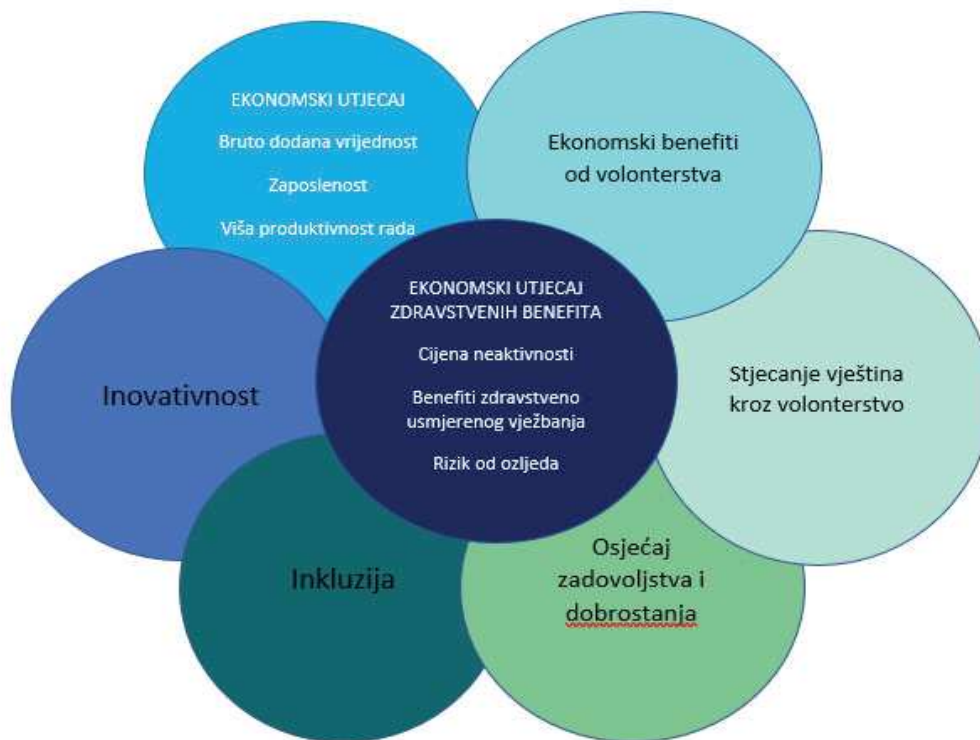 EKONOMSKI UTJECAJ
Bruto dodana vrijednost
Zaposlenost
Viša produktivnost rada
Ekonomski benefiti
od volonterstva
EKONOMSKI UTJECAJ
ZDRAVSTVENIH BENEFITA
Cijena neaktivnosti
Benefiti zdravstveno
usmjerenog vježbanja
Rizik od ozljeda
Stjecanje vještina
kroz volonterstvo
Inovativnost
Inkluzija
Osjećaj
zadovoljstva i
dobrostanja